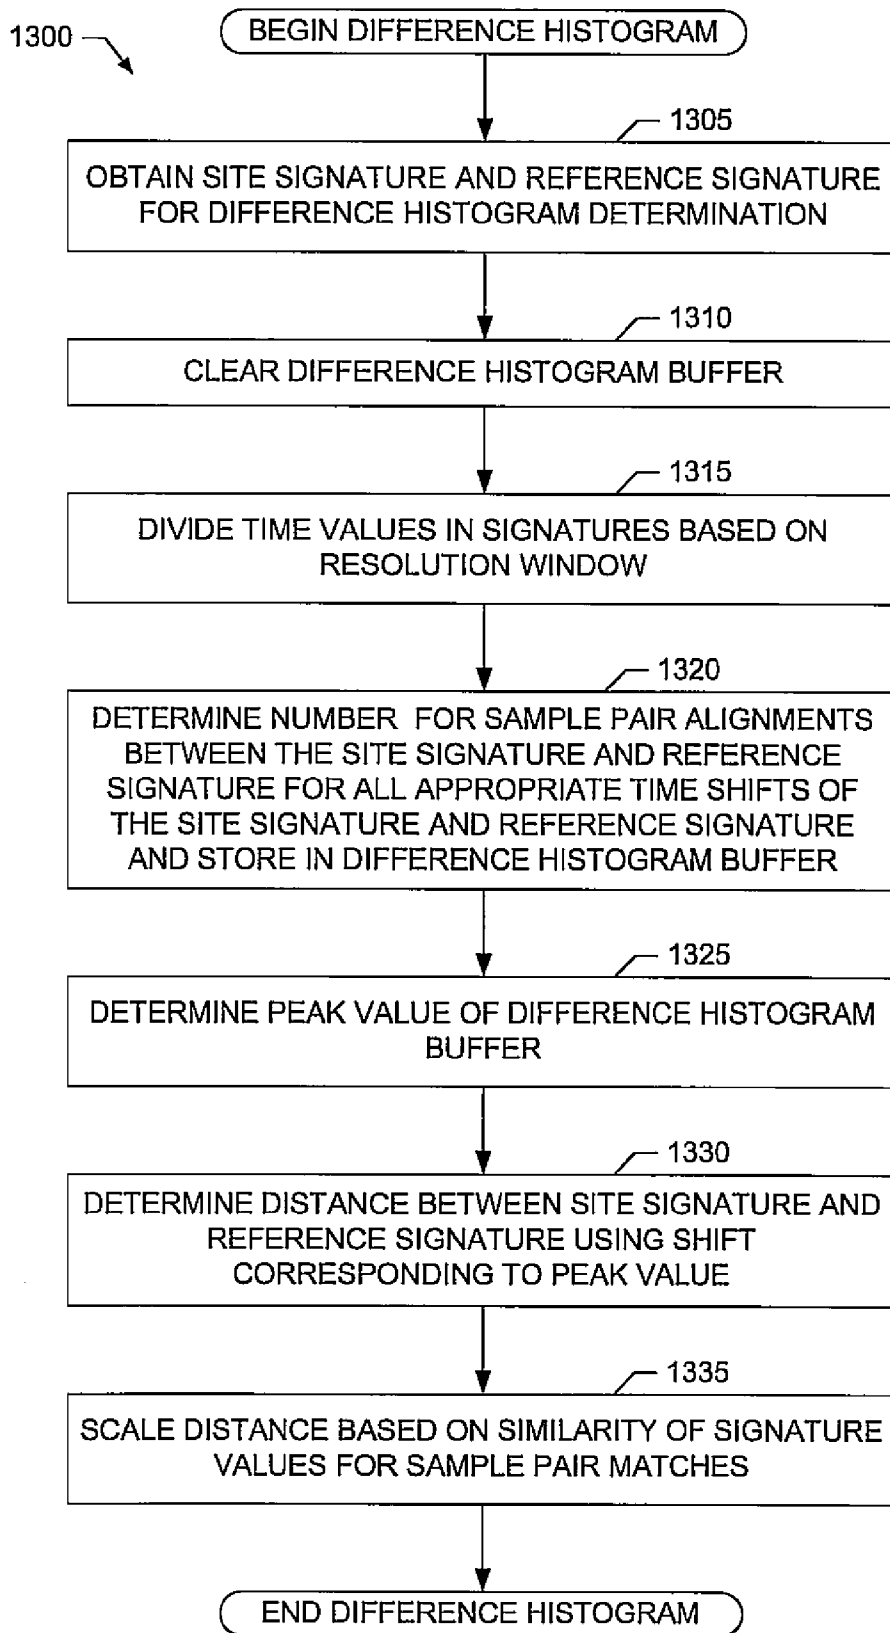 1300
BEGIN DIFFERENCE HISTOGRAM
1305
OBTAIN SITE SIGNATURE AND REFERENCE SIGNATURE
FOR DIFFERENCE HISTOGRAM DETERMINATION
1310
CLEAR DIFFERENCE HISTOGRAM BUFFER
1315
DIVIDE TIME VALUES IN SIGNATURES BASED ON
RESOLUTION WINDOW
1320
DETERMINE NUMBER FOR SAMPLE PAIR ALIGNMENTS
BETWEEN THE SITE SIGNATURE AND REFERENCE
SIGNATURE FOR ALL APPROPRIATE TIME SHIFTS OF
THE SITE SIGNATURE AND REFERENCE SIGNATURE
AND STORE IN DIFFERENCE HISTOGRAM BUFFER
1325
DETERMINE PEAK VALUE OF DIFFERENCE HISTOGRAM
BUFFER
1330
DETERMINE DISTANCE BETWEEN SITE SIGNATURE AND
REFERENCE SIGNATURE USING SHIFT
CORRESPONDING TO PEAK VALUE
1335
SCALE DISTANCE BASED ON SIMILARITY OF SIGNATURE
VALUES FOR SAMPLE PAIR MATCHES
END DIFFERENCE HISTOGRAM